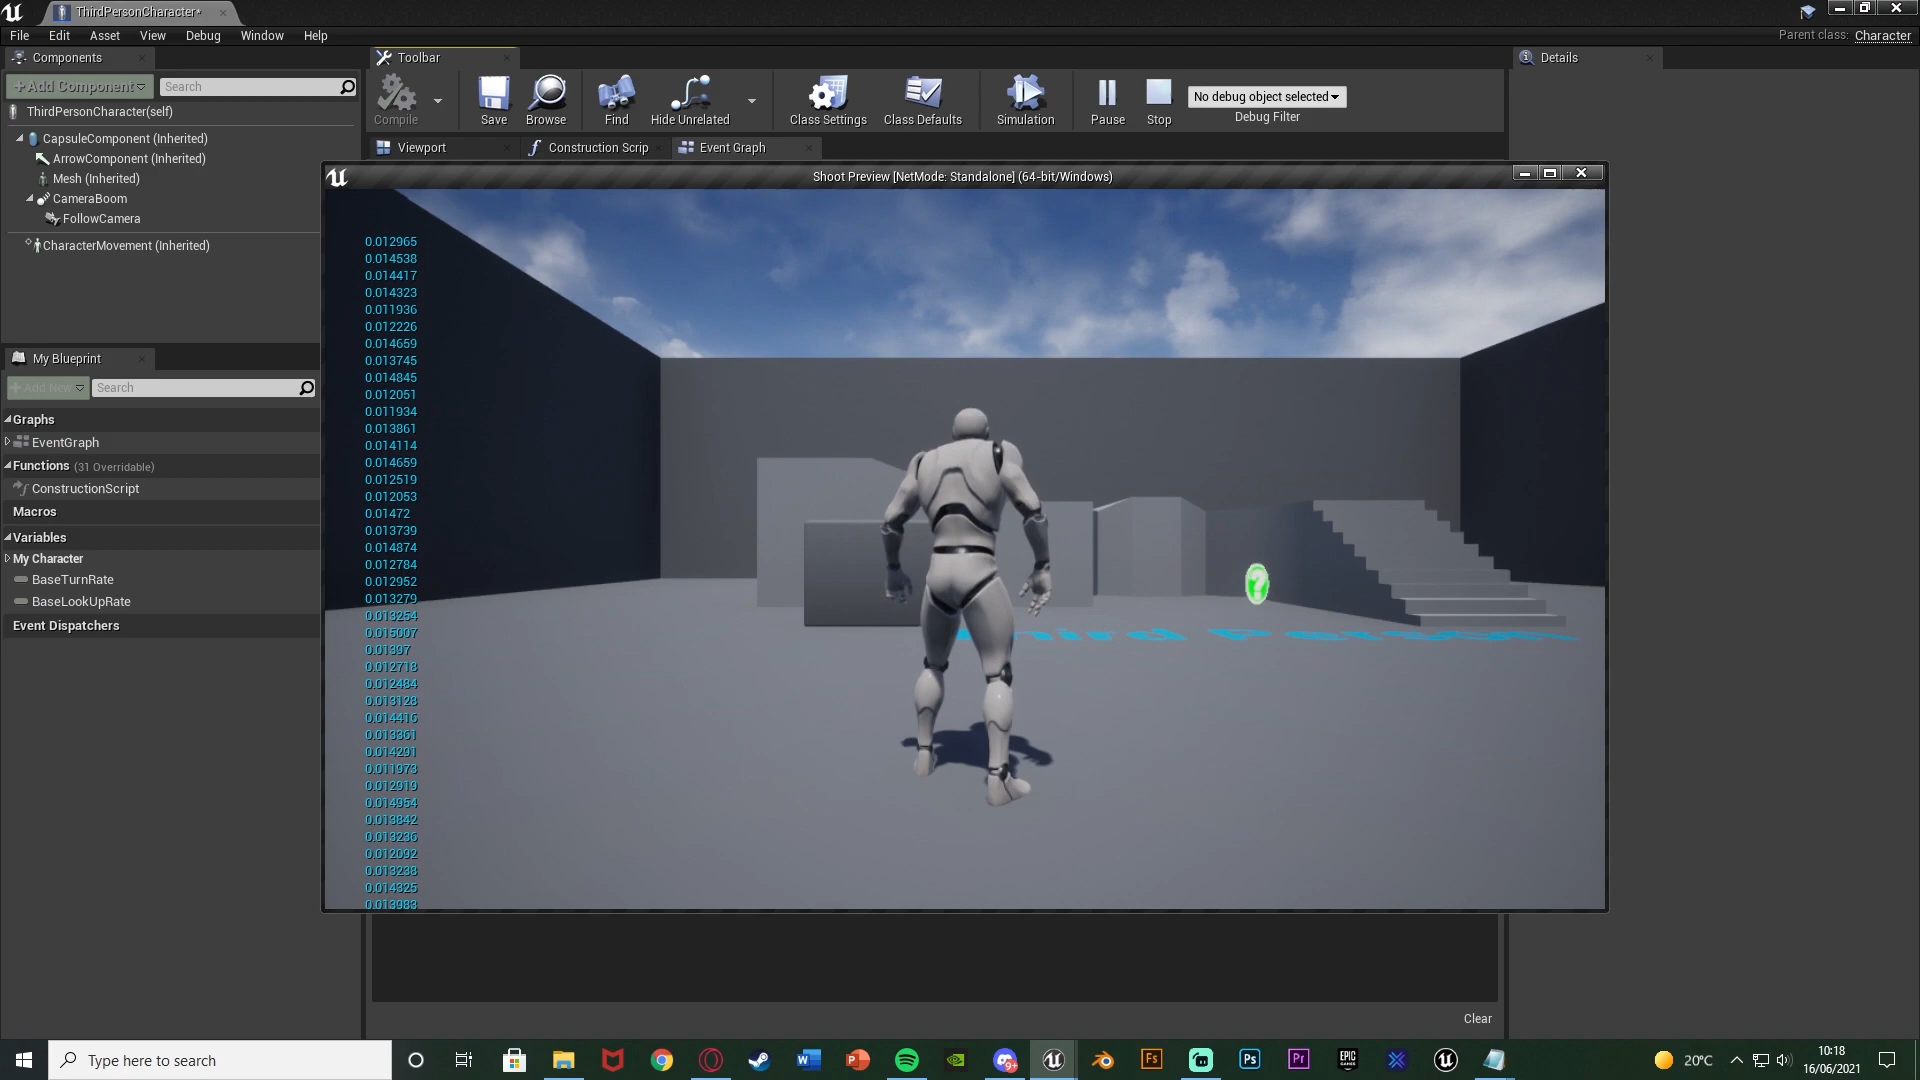 ThirdPersonCharacter*
File Edit Asset View Debug Window Help
Parent class: Character
Components
Toolbar
Details
+Add Component
Search
ThirdPersonCharacter(self)
CapsuleComponent (Inherited)
ArrowComponent (Inherited)
Mesh (Inherited)
CameraBoom
FollowCamera
CharacterMovement (Inherited)
Compile
Save
Browse
Find
Hide Unrelated
Class Settings
Class Defaults
Simulation
Pause
Stop
No debug object selected
Debug Filter
Viewport
Construction Scrip
Event Graph
My Blueprint
+Add New
Search
Graphs
EventGraph
Functions (31 Overridable)
ConstructionScript
Macros
Variables
My Character
BaseTurnRate
BaseLookUpRate
Event Dispatchers
Shoot Preview [NetMode: Standalone] (64-bit/Windows)
0.012965
0.014538
0.014417
0.014323
0.011936
0.012226
0.014659
0.013745
0.014845
0.012051
0.011934
0.013861
0.014114
0.014659
0.012519
0.012053
0.01472
0.013739
0.014874
0.012784
0.012952
0.013279
0.013254
0.015007
0.01397
0.012718
0.012484
0.013128
0.014416
0.013361
0.014291
0.011973
0.012919
0.014954
0.013842
0.013236
0.012092
0.013238
0.014325
0.013983
Clear
Type here to search
20°C
10:18
16/06/2021